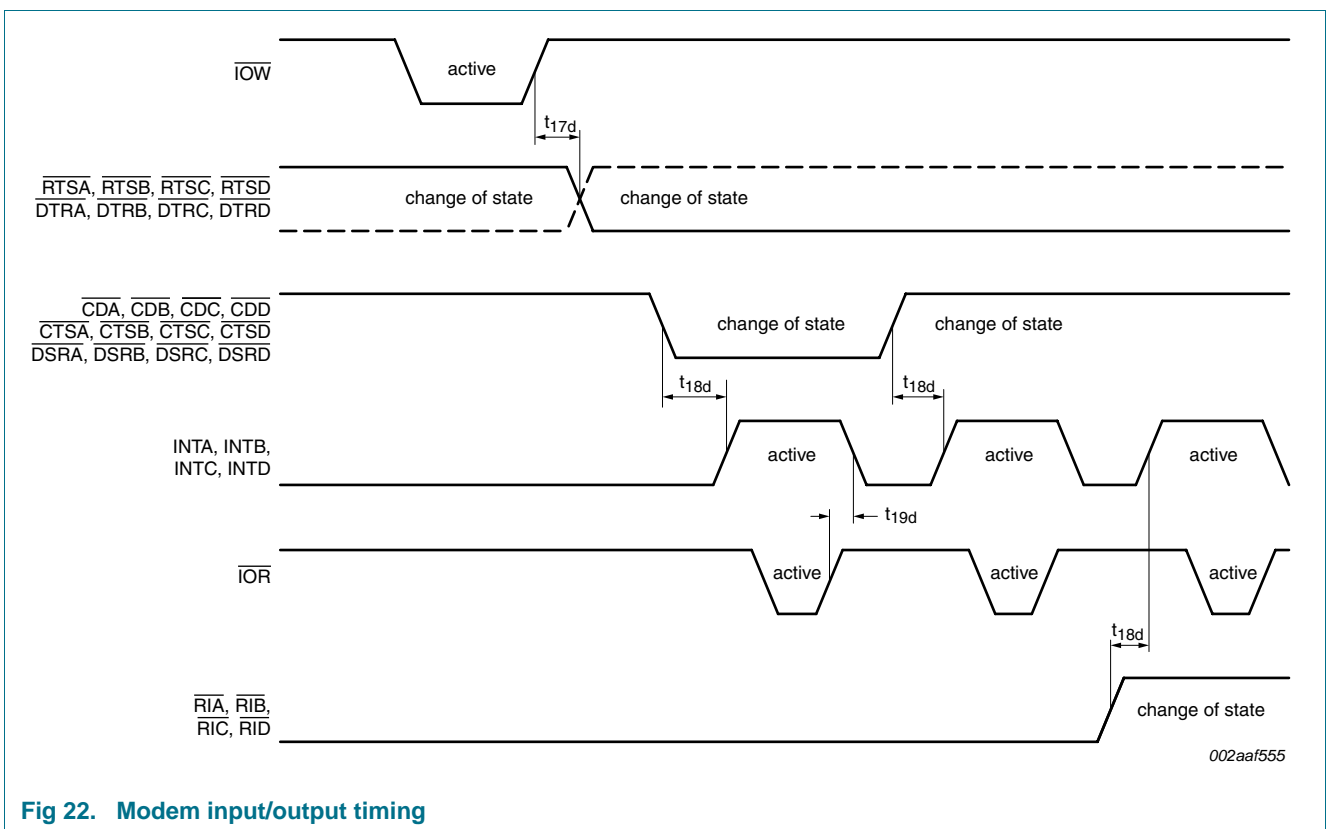 IOW
active
t17d
RTSA, RTSB, RTSC, RTSD
DTRA, DTRB, DTRC, DTRD
change of state
change of state
CDA, CDB, CDC, CDD
CTSA, CTSB, CTSC, CTSD
DSRA, DSRB, DSRC, DSRD
change of state
change of state
t18d
t18d
INTA, INTB,
INTC, INTD
active
active
active
t19d
IOR
active
active
active
t18d
RIA, RIB,
RIC, RID
change of state
002aaf555
Fig 22. Modem input/output timing